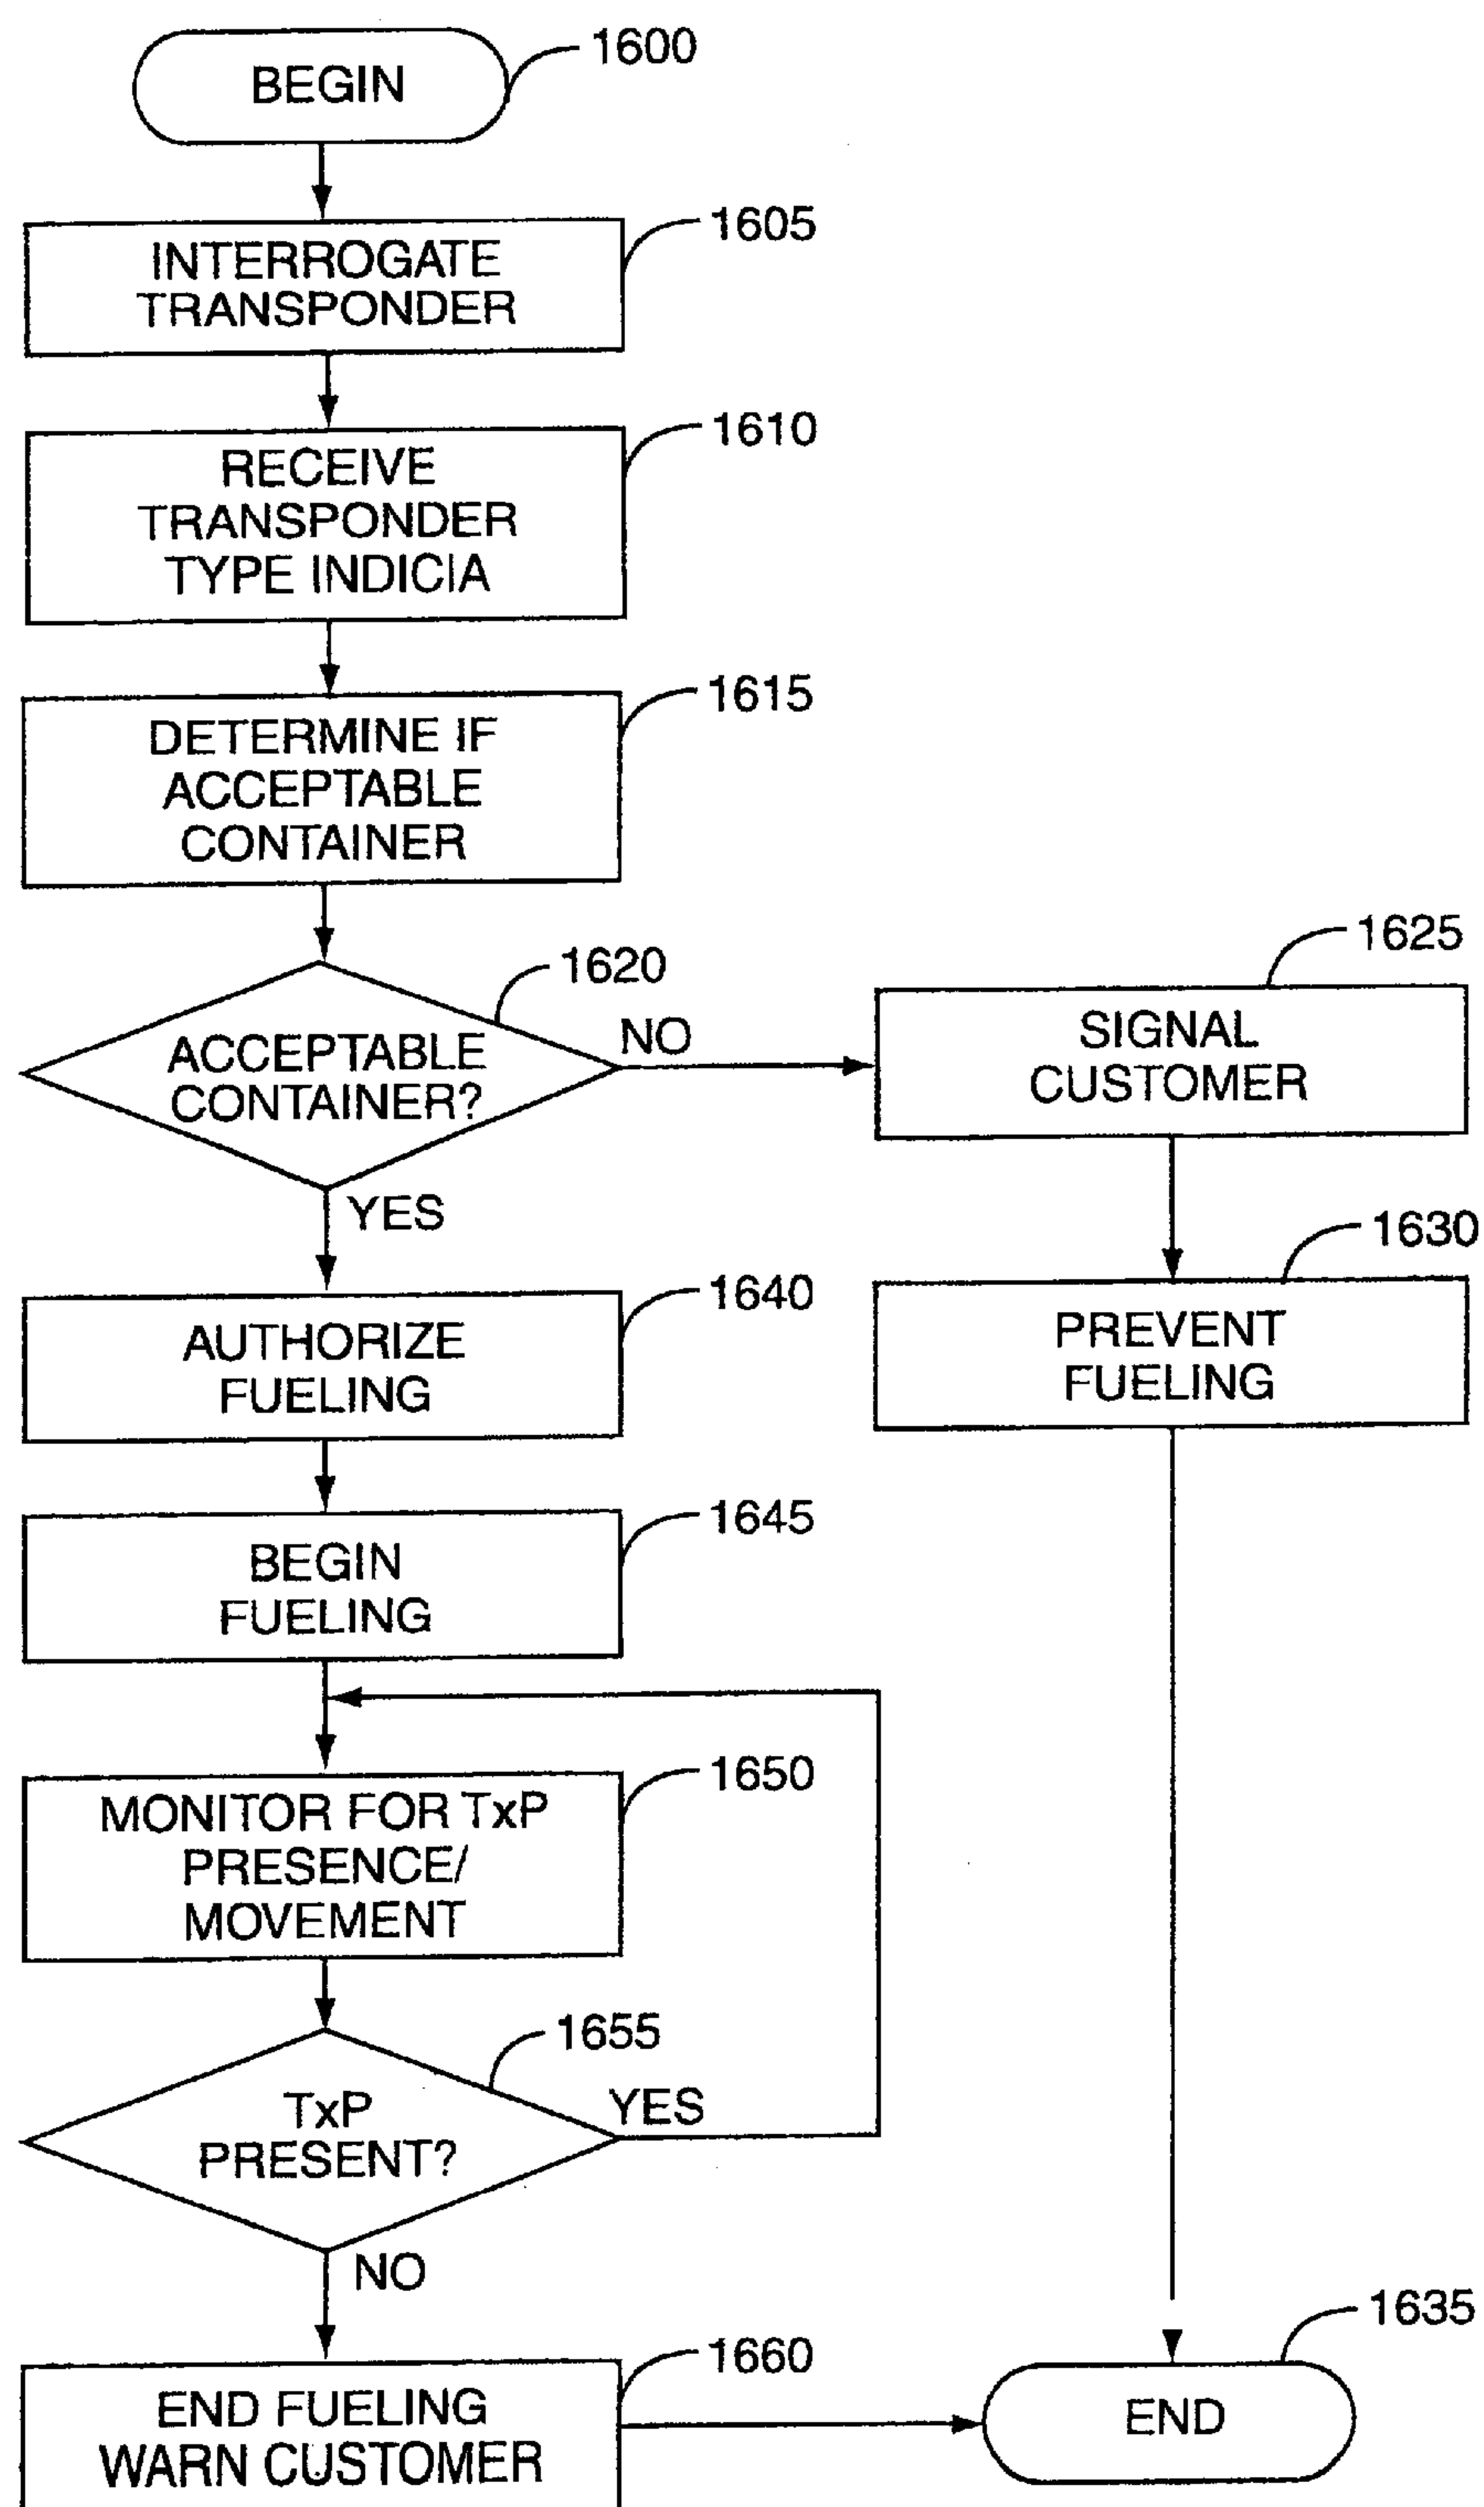 BEGIN
1600
INTERROGATE
TRANSPONDER
1605
RECEIVE
TRANSPONDER
TYPE INDICIA
1610
DETERMINE IF
ACCEPTABLE
CONTAINER
1615
ACCEPTABLE
CONTAINER?
1620
NO
YES
SIGNAL
CUSTOMER
1625
PREVENT
FUELING
1630
AUTHORIZE
FUELING
1640
BEGIN
FUELING
1645
MONITOR FOR TxP
PRESENCE/
MOVEMENT
1650
TxP
PRESENT?
1655
YES
NO
END FUELING
WARN CUSTOMER
1660
END
1635